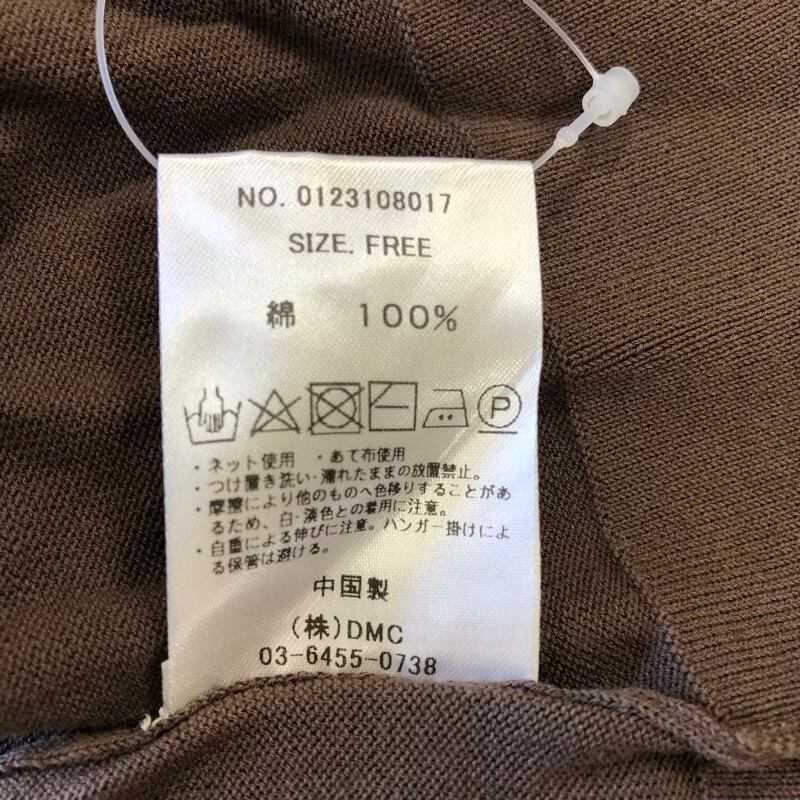 NO. 0123108017
SIZE. FREE
綿 100%
P
・ネット使用 ・あて布使用
・つけ置き洗い・濡れたままの放置禁止。
・摩擦により他のものへ色移りすることがあ
るため、白・淡色との着用に注意。
・自重による伸びに注意。ハンガー掛けによ
る保管は避ける。
中国製
(株)DMC
03-6455-0738